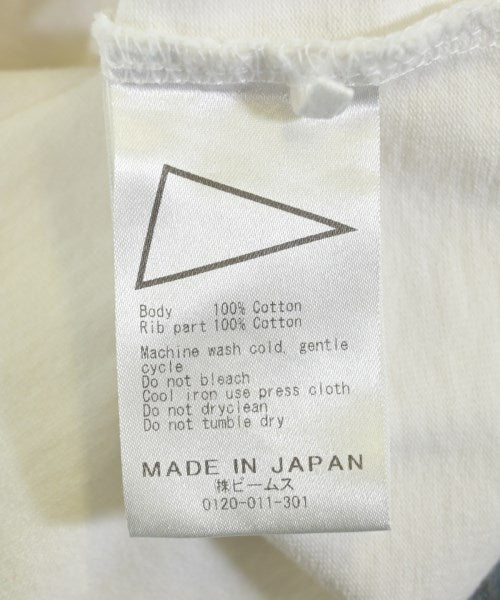 Body 100% Cotton
Rib part 100% Cotton
Machine wash cold, gentle
cycle
Do not bleach
Cool iron use press cloth
Do not dryclean
Do not tumble dry
MADE IN JAPAN
㈱ビームス
0120-011-301